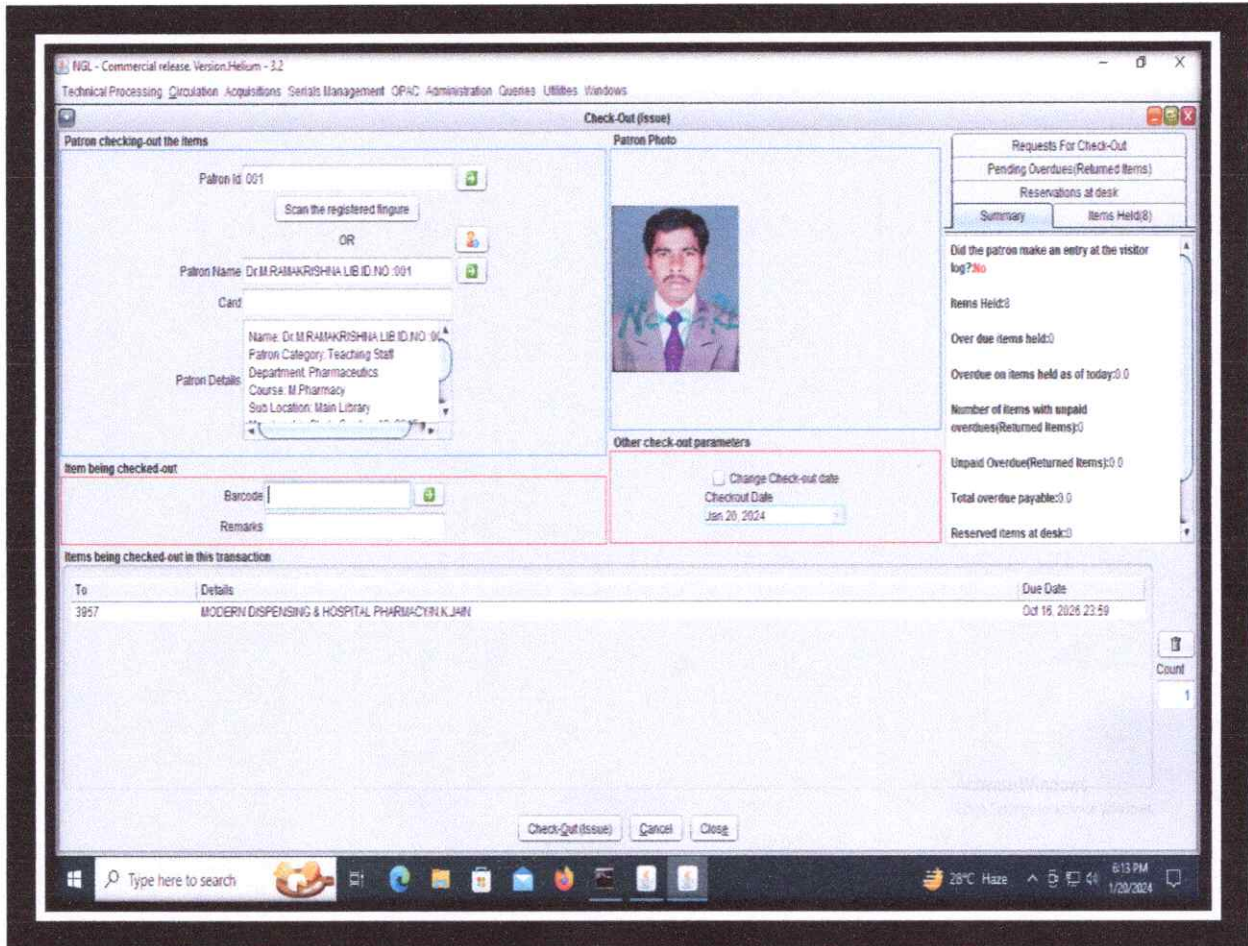 NGL - Commercial release. Version.Helium - 3.2
Technical Processing Circulation Acquisitions Serials Management OPAC Administration Queries Utilities Windows
Check-Out (Issue)
Patron checking-out the items
Patron Id 001
Scan the registered fingure
OR
Patron Name Dr.M.RAMAKRISHNA LIB.ID.NO :001
Card
Patron Details
Name: Dr.M.RAMAKRISHNA LIB.ID.NO :00
Patron Category: Teaching Staff
Department: Pharmaceutics
Course: M.Pharmacy
Sub Location: Main Library
Patron Photo
Requests For Check-Out
Pending Overdues(Returned Items)
Reservations at desk
Summary Items Held(8)
Did the patron make an entry at the visitor
log?:No
Items Held:8
Over due items held:0
Overdue on items held as of today:0.0
Number of items with unpaid
overdues(Returned Items):0
Unpaid Overdue(Returned Items):0.0
Total overdue payable:0.0
Reserved items at desk:0
Item being checked-out
Barcode
Remarks
Other check-out parameters
Change Check-out date
Checkout Date
Jan 20, 2024
Items being checked-out in this transaction
To Details Due Date
3957 MODERN DISPENSING & HOSPITAL PHARMACY/N.K.JAIN Oct 16, 2026 23:59
Count
1
Check-Out (Issue) Cancel Close
Type here to search
28°C Haze
6:13 PM
1/20/2024